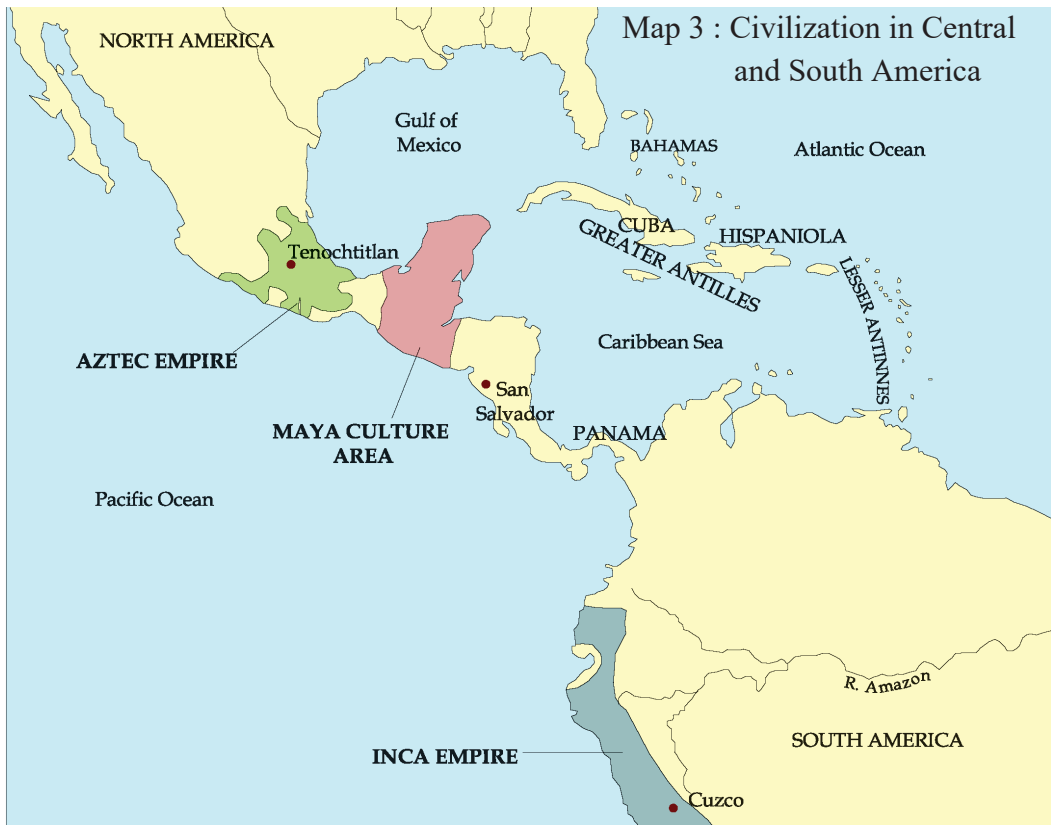 Map 3 : Civilization in Central
and South America
NORTH AMERICA
Gulf of
Mexico
BAHAMAS
Atlantic Ocean
CUBA
HISPANIOLA
GREATER ANTILLES
LESSER ANTINNES
Tenochtitlan
Caribbean Sea
AZTEC EMPIRE
San
Salvador
MAYA CULTURE
AREA
PANAMA
Pacific Ocean
R. Amazon
SOUTH AMERICA
INCA EMPIRE
Cuzco